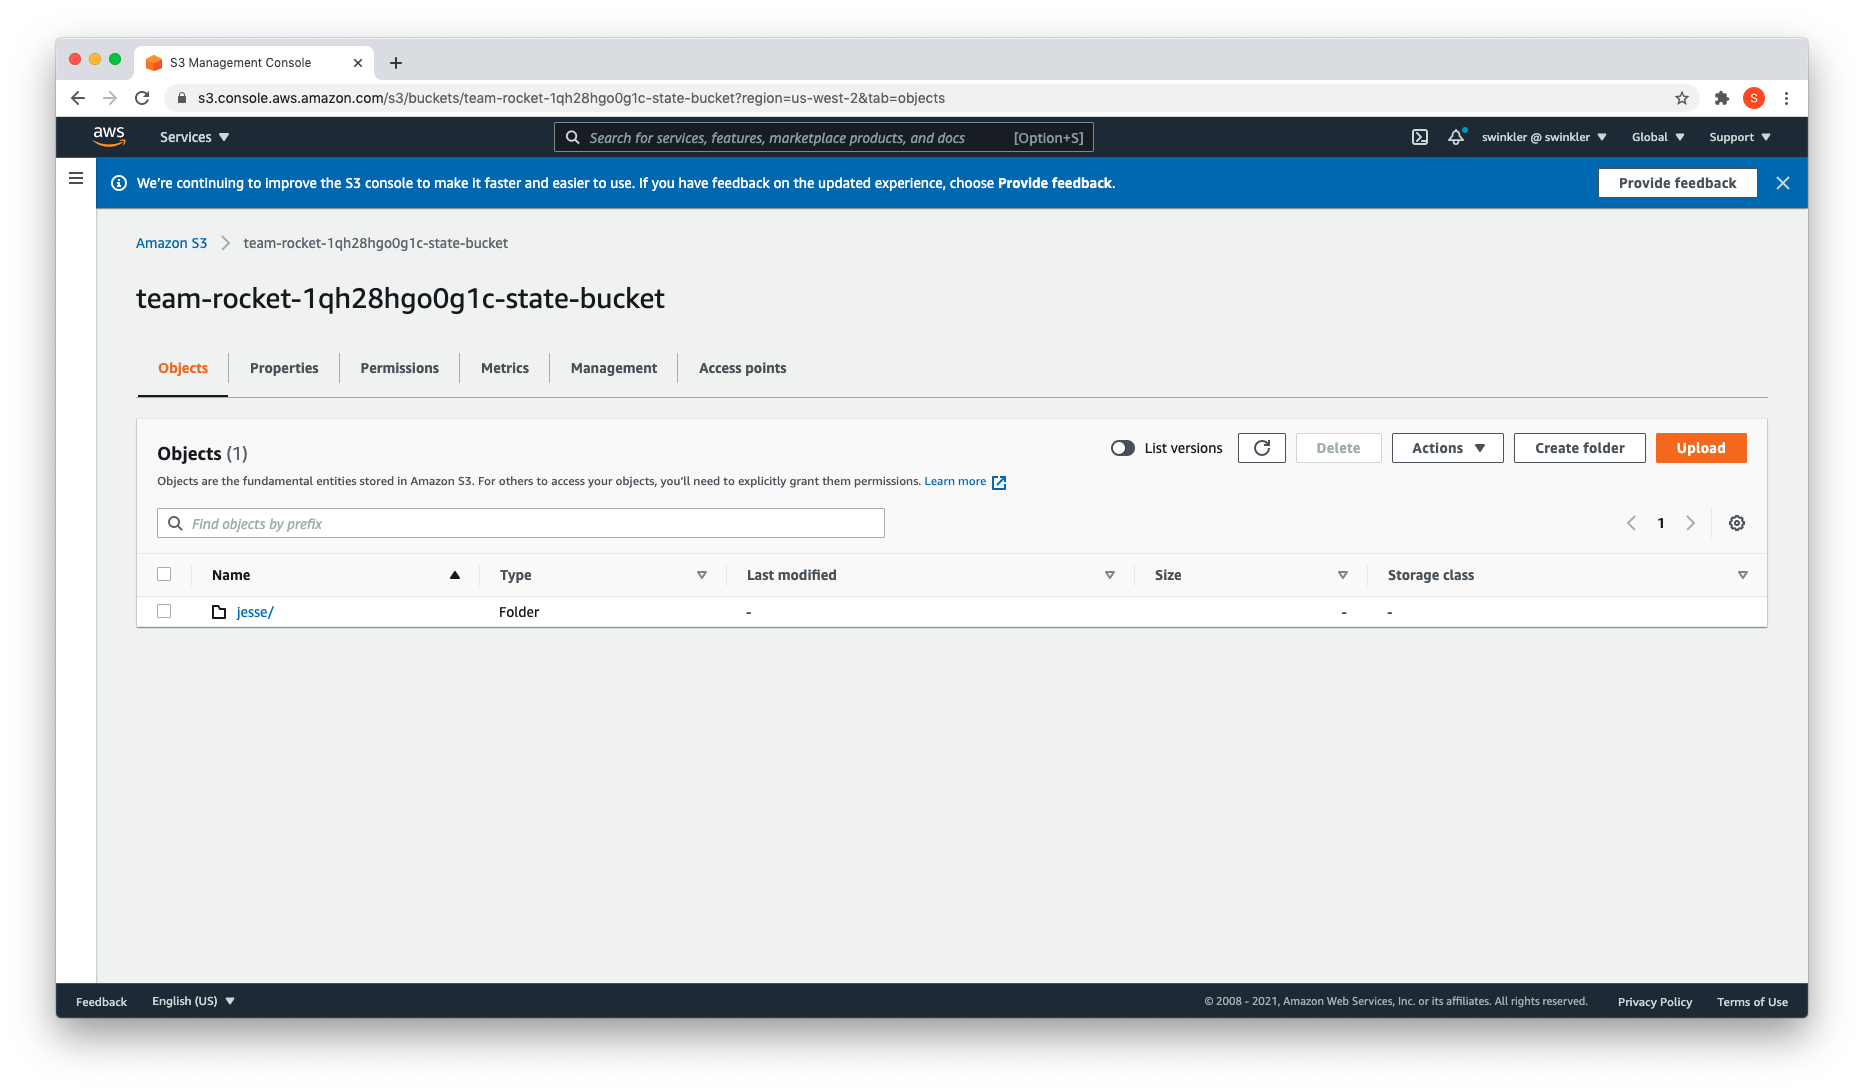 S3 Management Console
s3.console.aws.amazon.com/s3/buckets/team-rocket-1qh28hgo0g1c-state-bucket?region=us-west-2&tab=objects
S
aws
Services
Search for services, features, marketplace products, and docs [Option+S]
swinkler @ swinkler
Global
Support
We're continuing to improve the S3 console to make it faster and easier to use. If you have feedback on the updated experience, choose Provide feedback.
Provide feedback
Amazon S3
team-rocket-1qh28hgo0g1c-state-bucket
team-rocket-1qh28hgo0g1c-state-bucket
Objects
Properties
Permissions
Metrics
Management
Access points
Objects (1)
List versions
Delete
Actions
Create folder
Upload
Objects are the fundamental entities stored in Amazon S3. For others to access your objects, you'll need to explicitly grant them permissions. Learn more
Find objects by prefix
1
Name
Type
Last modified
Size
Storage class
jesse/
Folder
-
-
-
Feedback
English (US)
© 2008 - 2021, Amazon Web Services, Inc. or its affiliates. All rights reserved.
Privacy Policy
Terms of Use